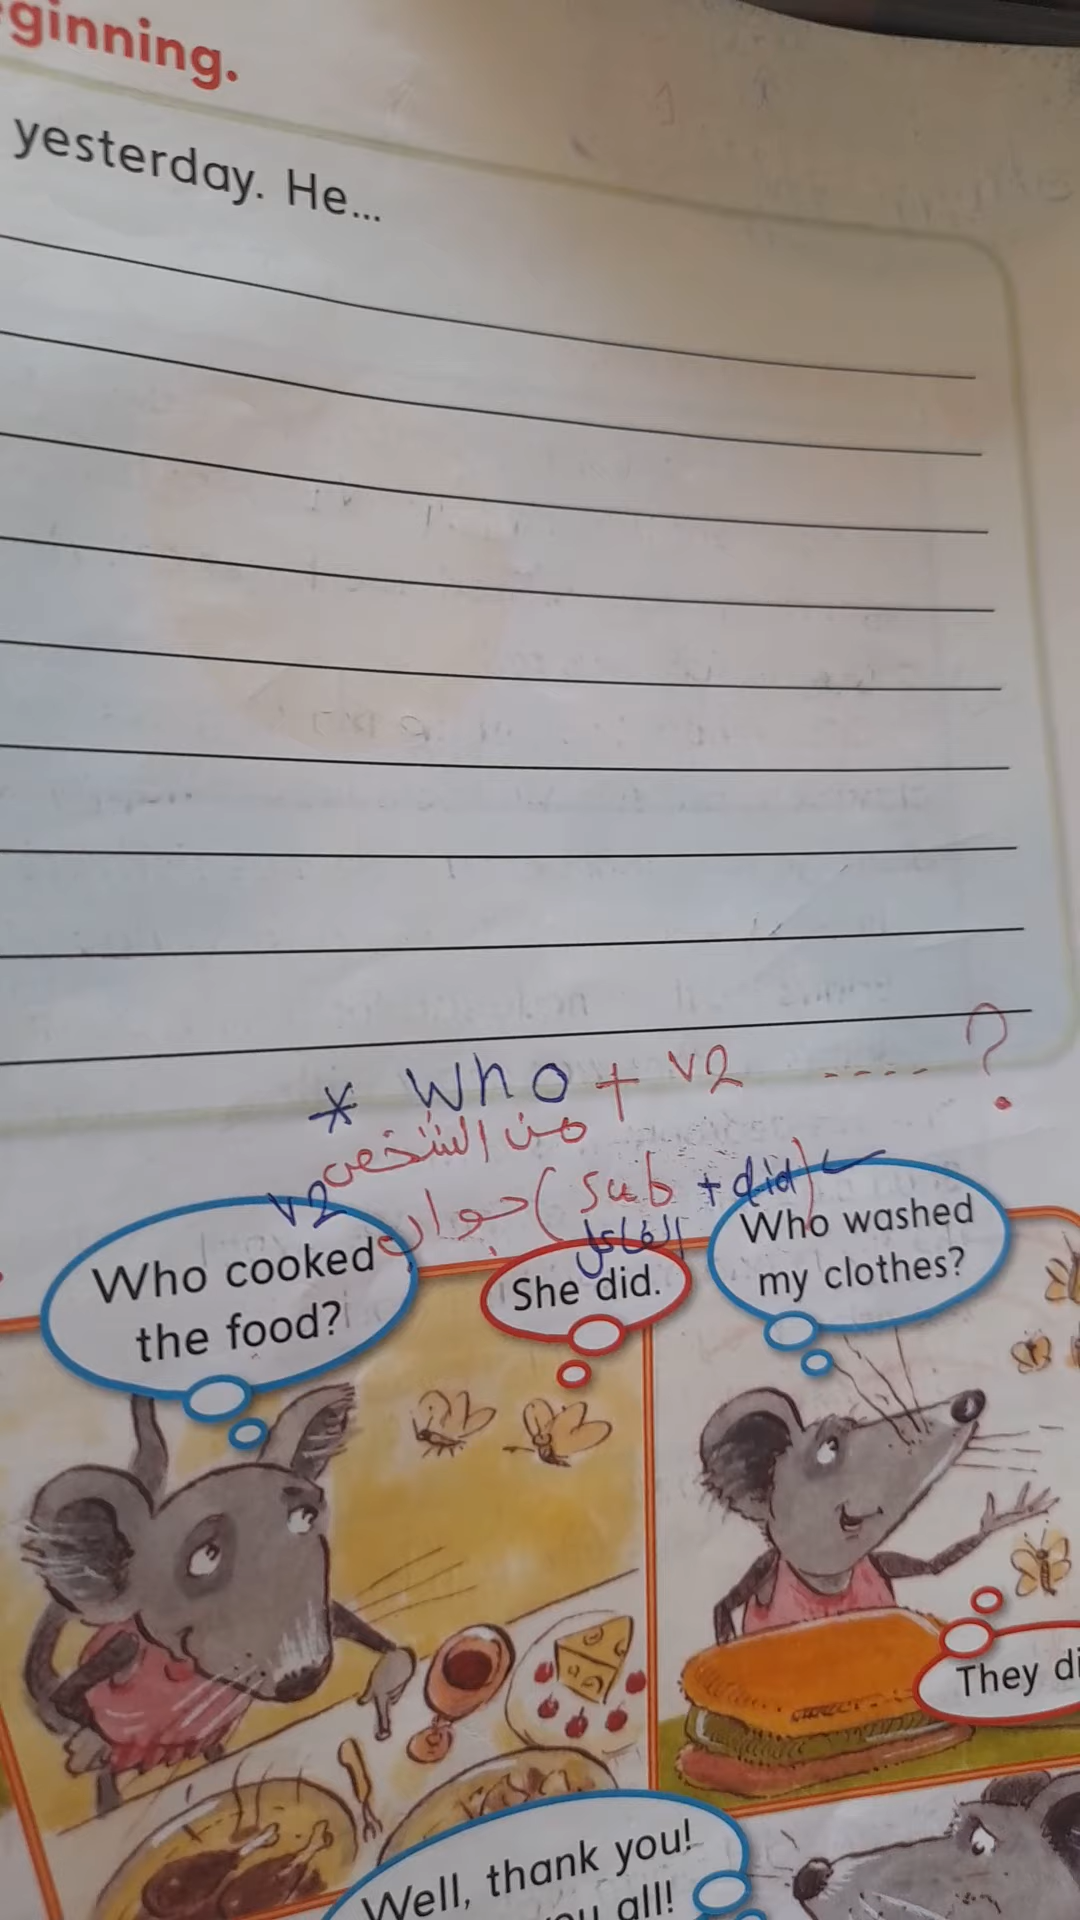 ginning.
yesterday. He...
* Who + V2 ---- ?
من الشخص
V2
جواب (sub + did)
الفاعل
Who cooked
the food?
She did.
Who washed
my clothes?
They di
Well, thank you!
ou all!